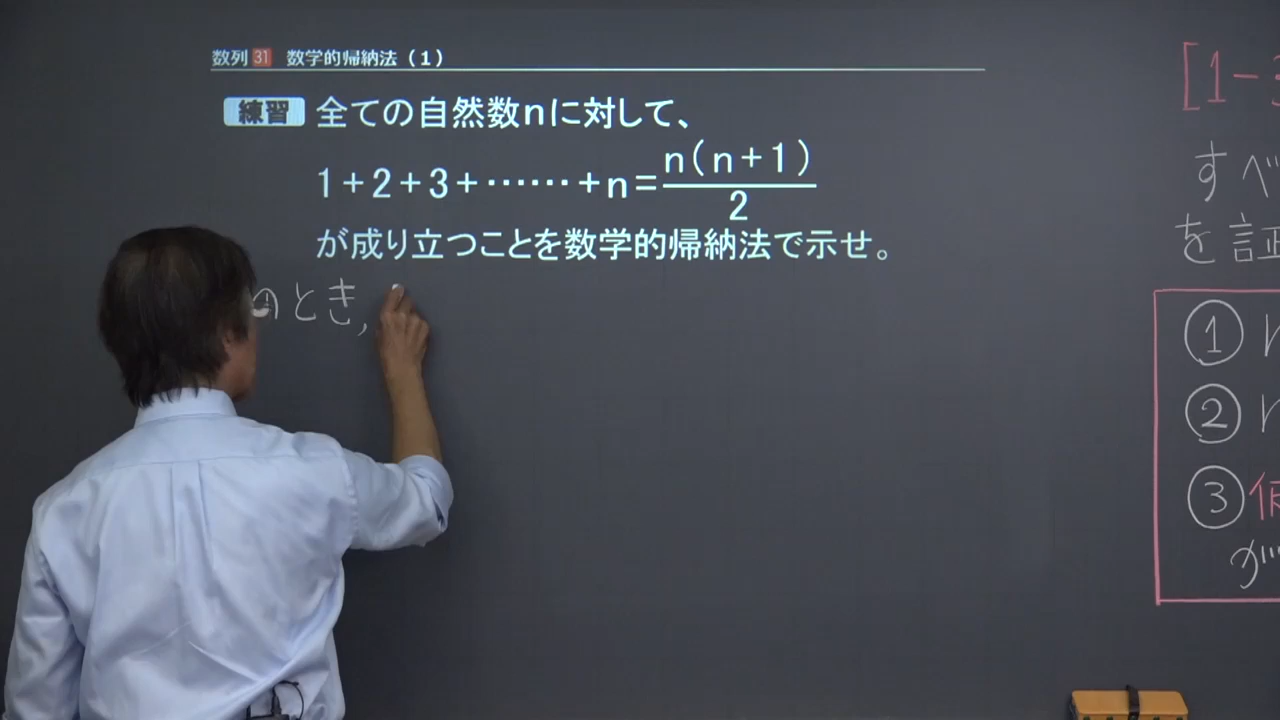 数列 31 数学的帰納法（1）
練習 全ての自然数nに対して、
1+2+3+……+n=n(n+1)/2
が成り立つことを数学的帰納法で示せ。
のとき,
[1-
すべ
を証
①
②
③
が